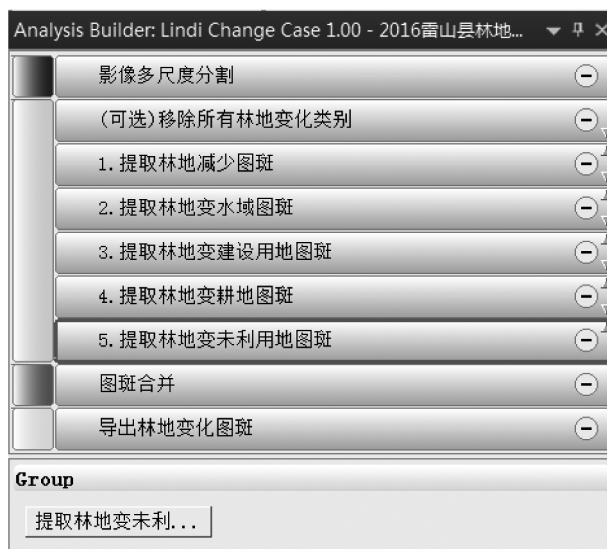 Analysis Builder: Lindi Change Case 1.00 - 2016雷山县林地...
影像多尺度分割
(可选)移除所有林地变化类别
1.提取林地减少图斑
2.提取林地变水域图斑
3.提取林地变建设用地图斑
4.提取林地变耕地图斑
5.提取林地变未利用地图斑
图斑合并
导出林地变化图斑
Group
提取林地变未利...